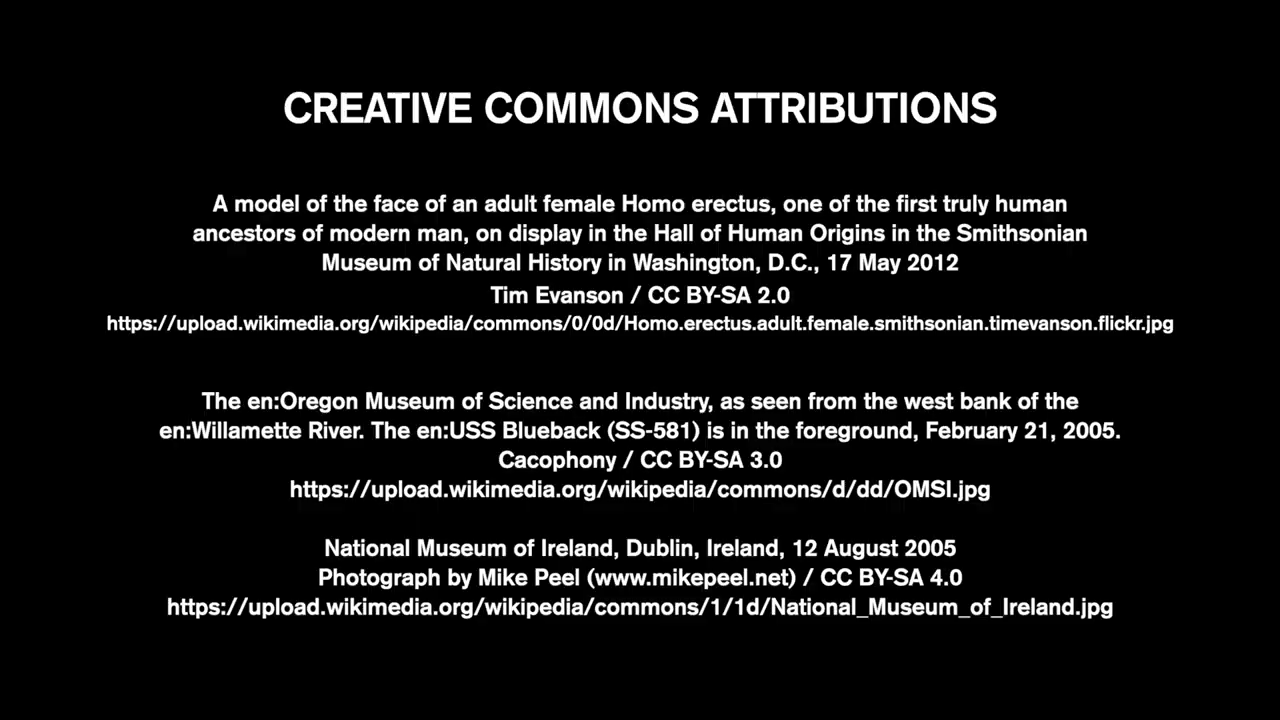 CREATIVE COMMONS ATTRIBUTIONS
A model of the face of an adult female Homo erectus, one of the first truly human
ancestors of modern man, on display in the Hall of Human Origins in the Smithsonian
Museum of Natural History in Washington, D.C., 17 May 2012
Tim Evanson / CC BY-SA 2.0
https://upload.wikimedia.org/wikipedia/commons/0/0d/Homo.erectus.adult.female.smithsonian.timevanson.flickr.jpg
The en:Oregon Museum of Science and Industry, as seen from the west bank of the
en:Willamette River. The en:USS Blueback (SS-581) is in the foreground, February 21, 2005.
Cacophony / CC BY-SA 3.0
https://upload.wikimedia.org/wikipedia/commons/d/dd/OMSI.jpg
National Museum of Ireland, Dublin, Ireland, 12 August 2005
Photograph by Mike Peel (www.mikepeel.net) / CC BY-SA 4.0
https://upload.wikimedia.org/wikipedia/commons/1/1d/National_Museum_of_Ireland.jpg